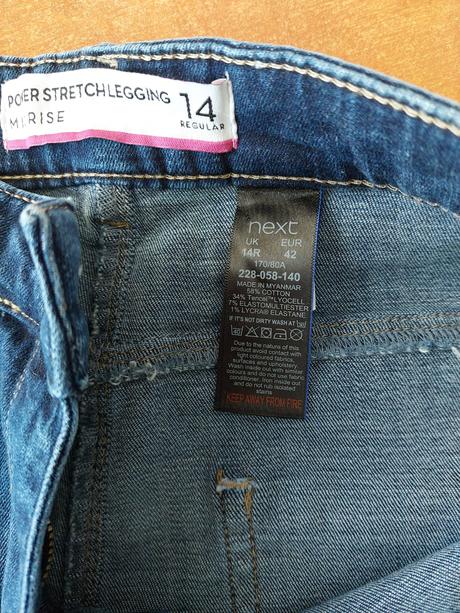 POWER STRETCH LEGGING
MID RISE
14
REGULAR
next
UK EUR
14R 42
170/80A
228-058-140
MADE IN MYANMAR
58% COTTON
34% Tencel™LYOCELL
7% ELASTOMULTIESTER
1% LYCRA® ELASTANE
IF IT'S NOT DIRTY WASH AT 30
Due to the nature of this
product avoid contact with
light coloured fabrics,
surfaces and upholstery.
Wash inside out with similar
colours and do not use fabric
conditioner. Iron inside out
and do not rub isolated
stains
KEEP AWAY FROM FIRE